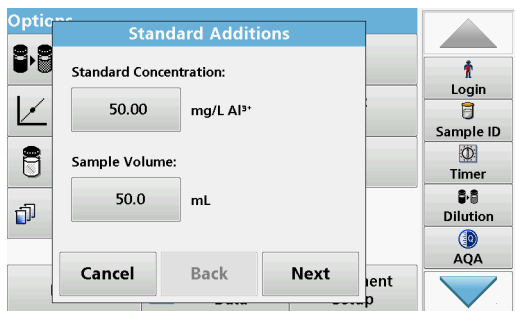 Options
Standard Additions
Standard Concentration:
50.00 mg/L Al³⁺
Sample Volume:
50.0 mL
Cancel Back Next
Data
Login
Sample ID
Timer
Dilution
AQA